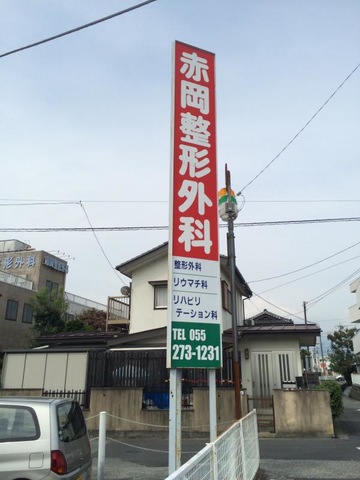 赤岡整形外科
整形外科
リウマチ科
リハビリ
テーション科
TEL 055
273-1231
形外科